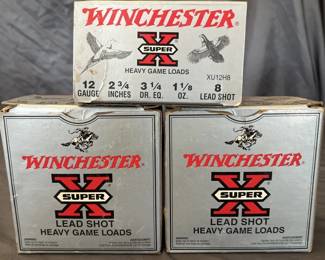 WINCHESTER
SUPER X
HEAVY GAME LOADS
XU12H8
12 2 3/4 3 1/4 1 1/8 8
GAUGE INCHES DR. EQ. OZ. LEAD SHOT
WINCHESTER
SUPER X
LEAD SHOT
HEAVY GAME LOADS
WINCHESTER
SUPER X
LEAD SHOT
HEAVY GAME LOADS